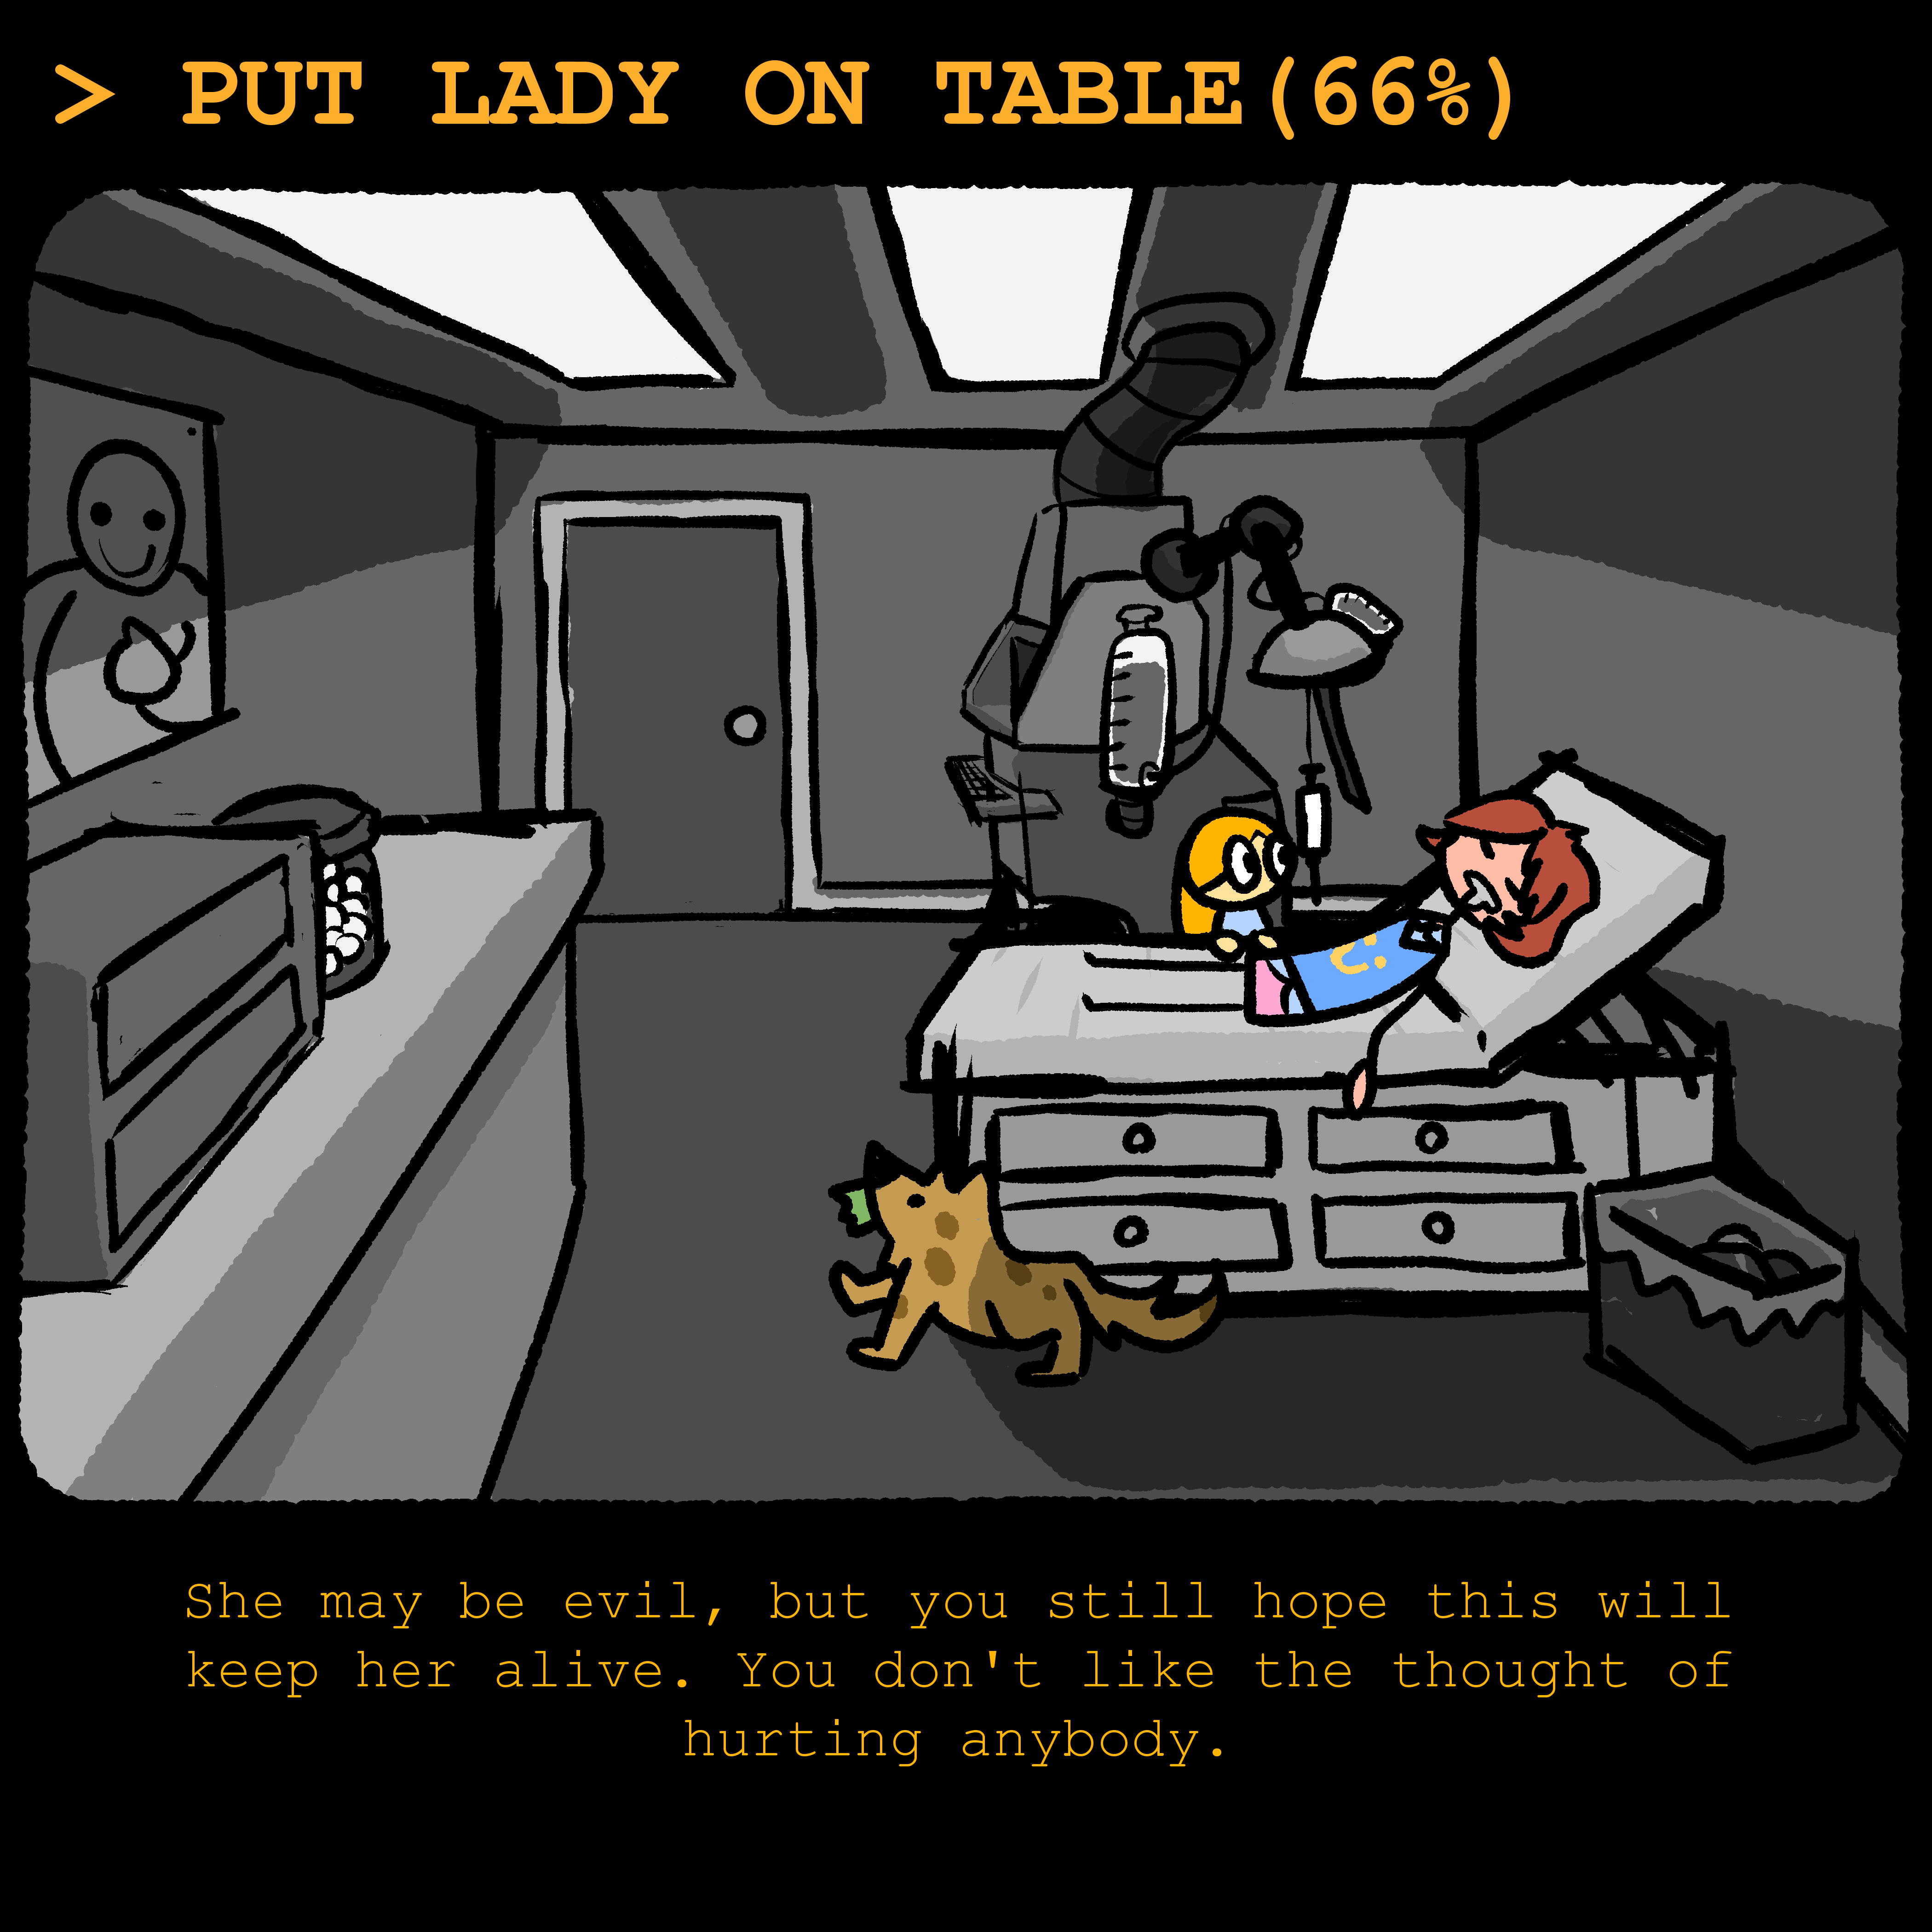 > PUT LADY ON TABLE(66%)
She may be evil, but you still hope this will
keep her alive. You don't like the thought of
hurting anybody.